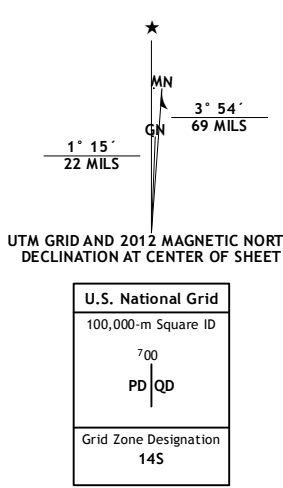 ★
MN
3° 54´
69 MILS
GN
1° 15´
22 MILS
UTM GRID AND 2012 MAGNETIC NORT
DECLINATION AT CENTER OF SHEET
U.S. National Grid
100,000-m Square ID
⁷00
PD QD
Grid Zone Designation
14S